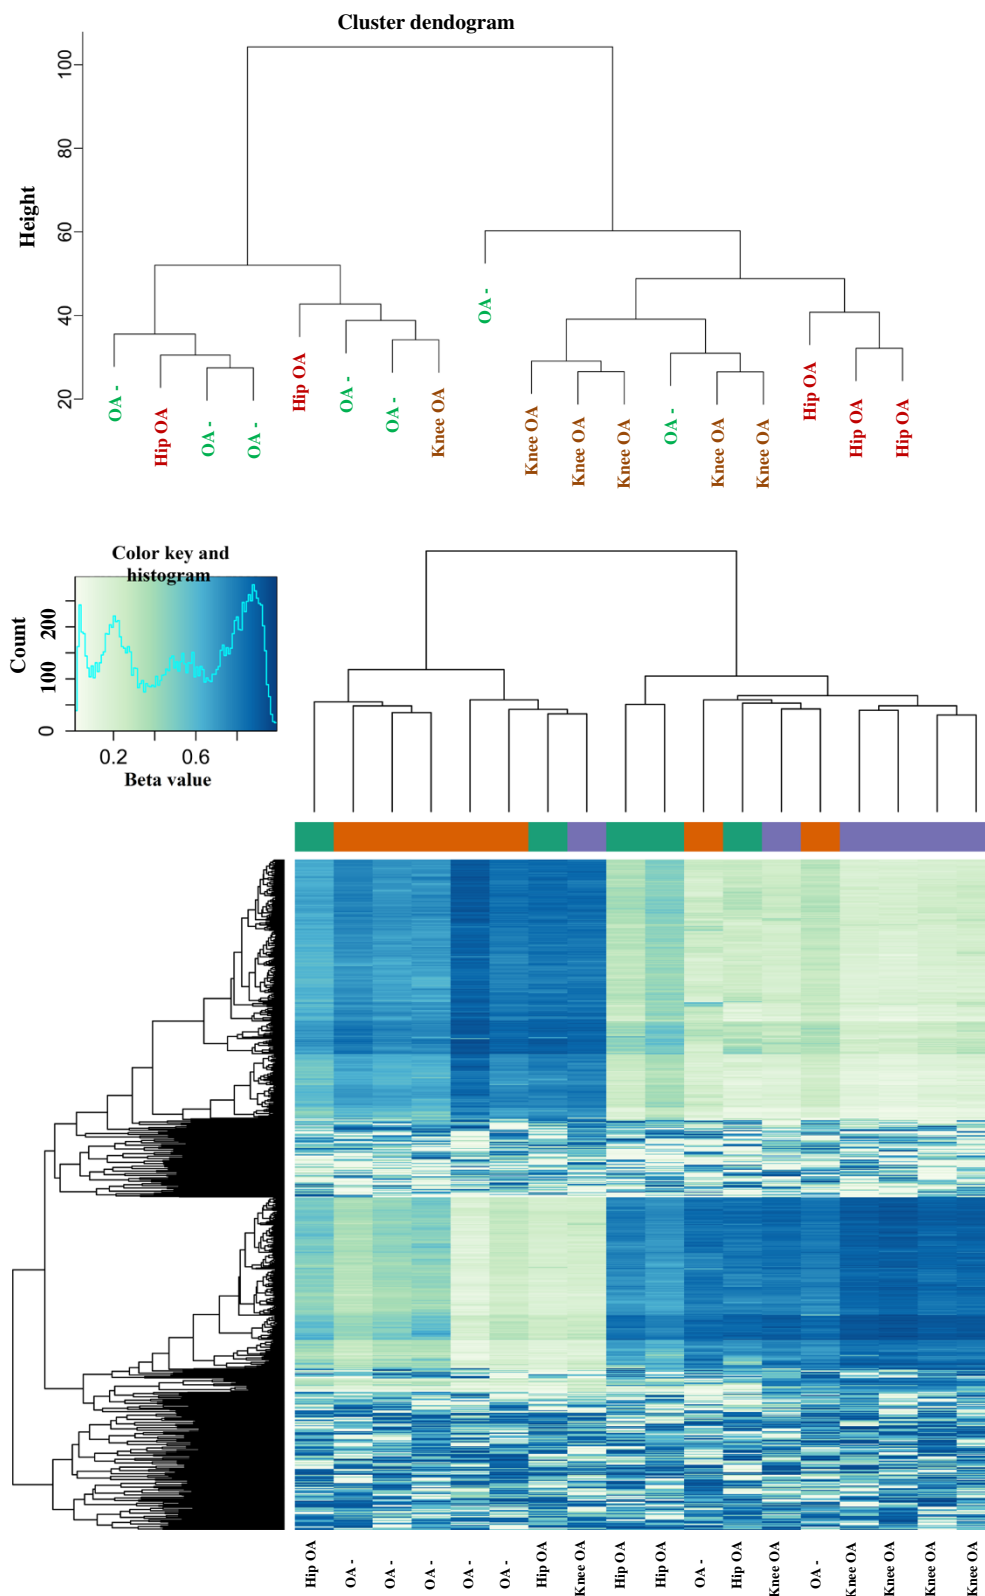 Cluster dendogram
Height
100
80
60
40
20
OA -
Hip OA
OA -
OA -
Hip OA
OA -
OA -
Knee OA
OA -
Knee OA
Knee OA
Knee OA
OA -
Knee OA
Knee OA
Hip OA
Hip OA
Hip OA
Color key and
histogram
Count
200
100
0
0.2 0.6
Beta value
Hip OA
OA -
OA -
OA -
OA -
OA -
Hip OA
Knee OA
Hip OA
Hip OA
OA -
Hip OA
Knee OA
OA -
Knee OA
Knee OA
Knee OA
Knee OA